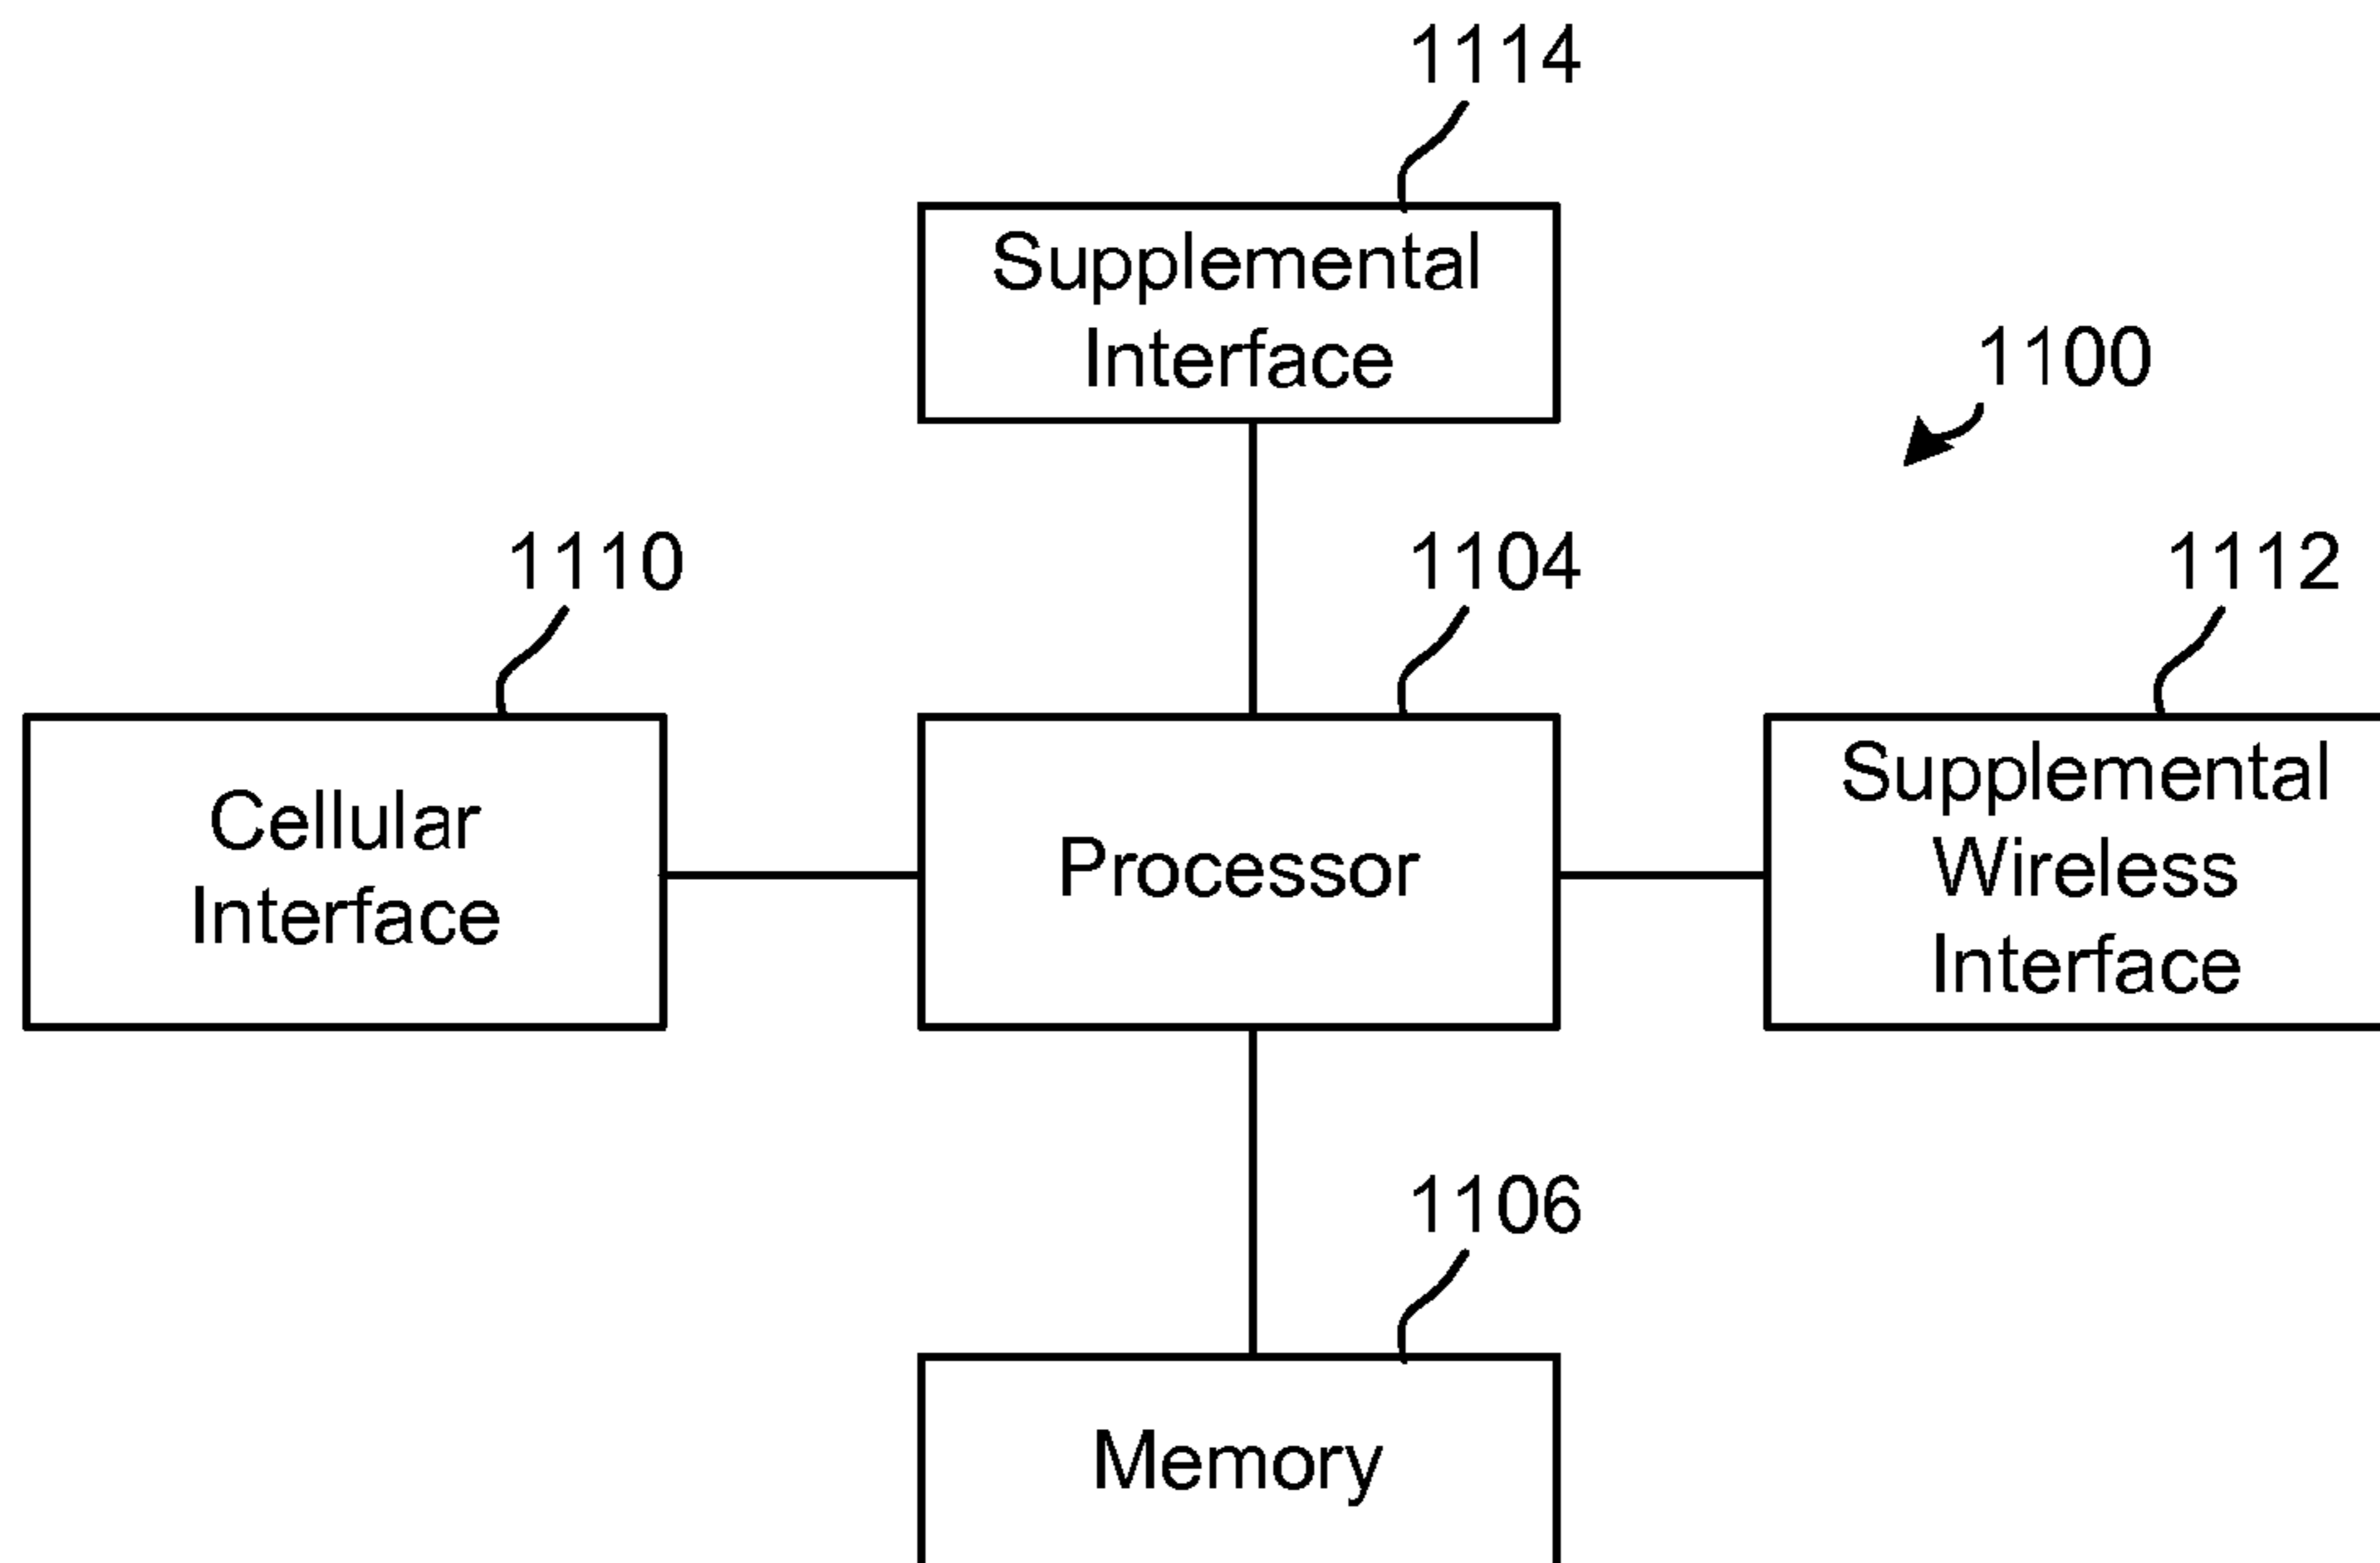 1114
Supplemental
Interface
1100
1110
1104
1112
Cellular
Interface
Processor
Supplemental
Wireless
Interface
1106
Memory